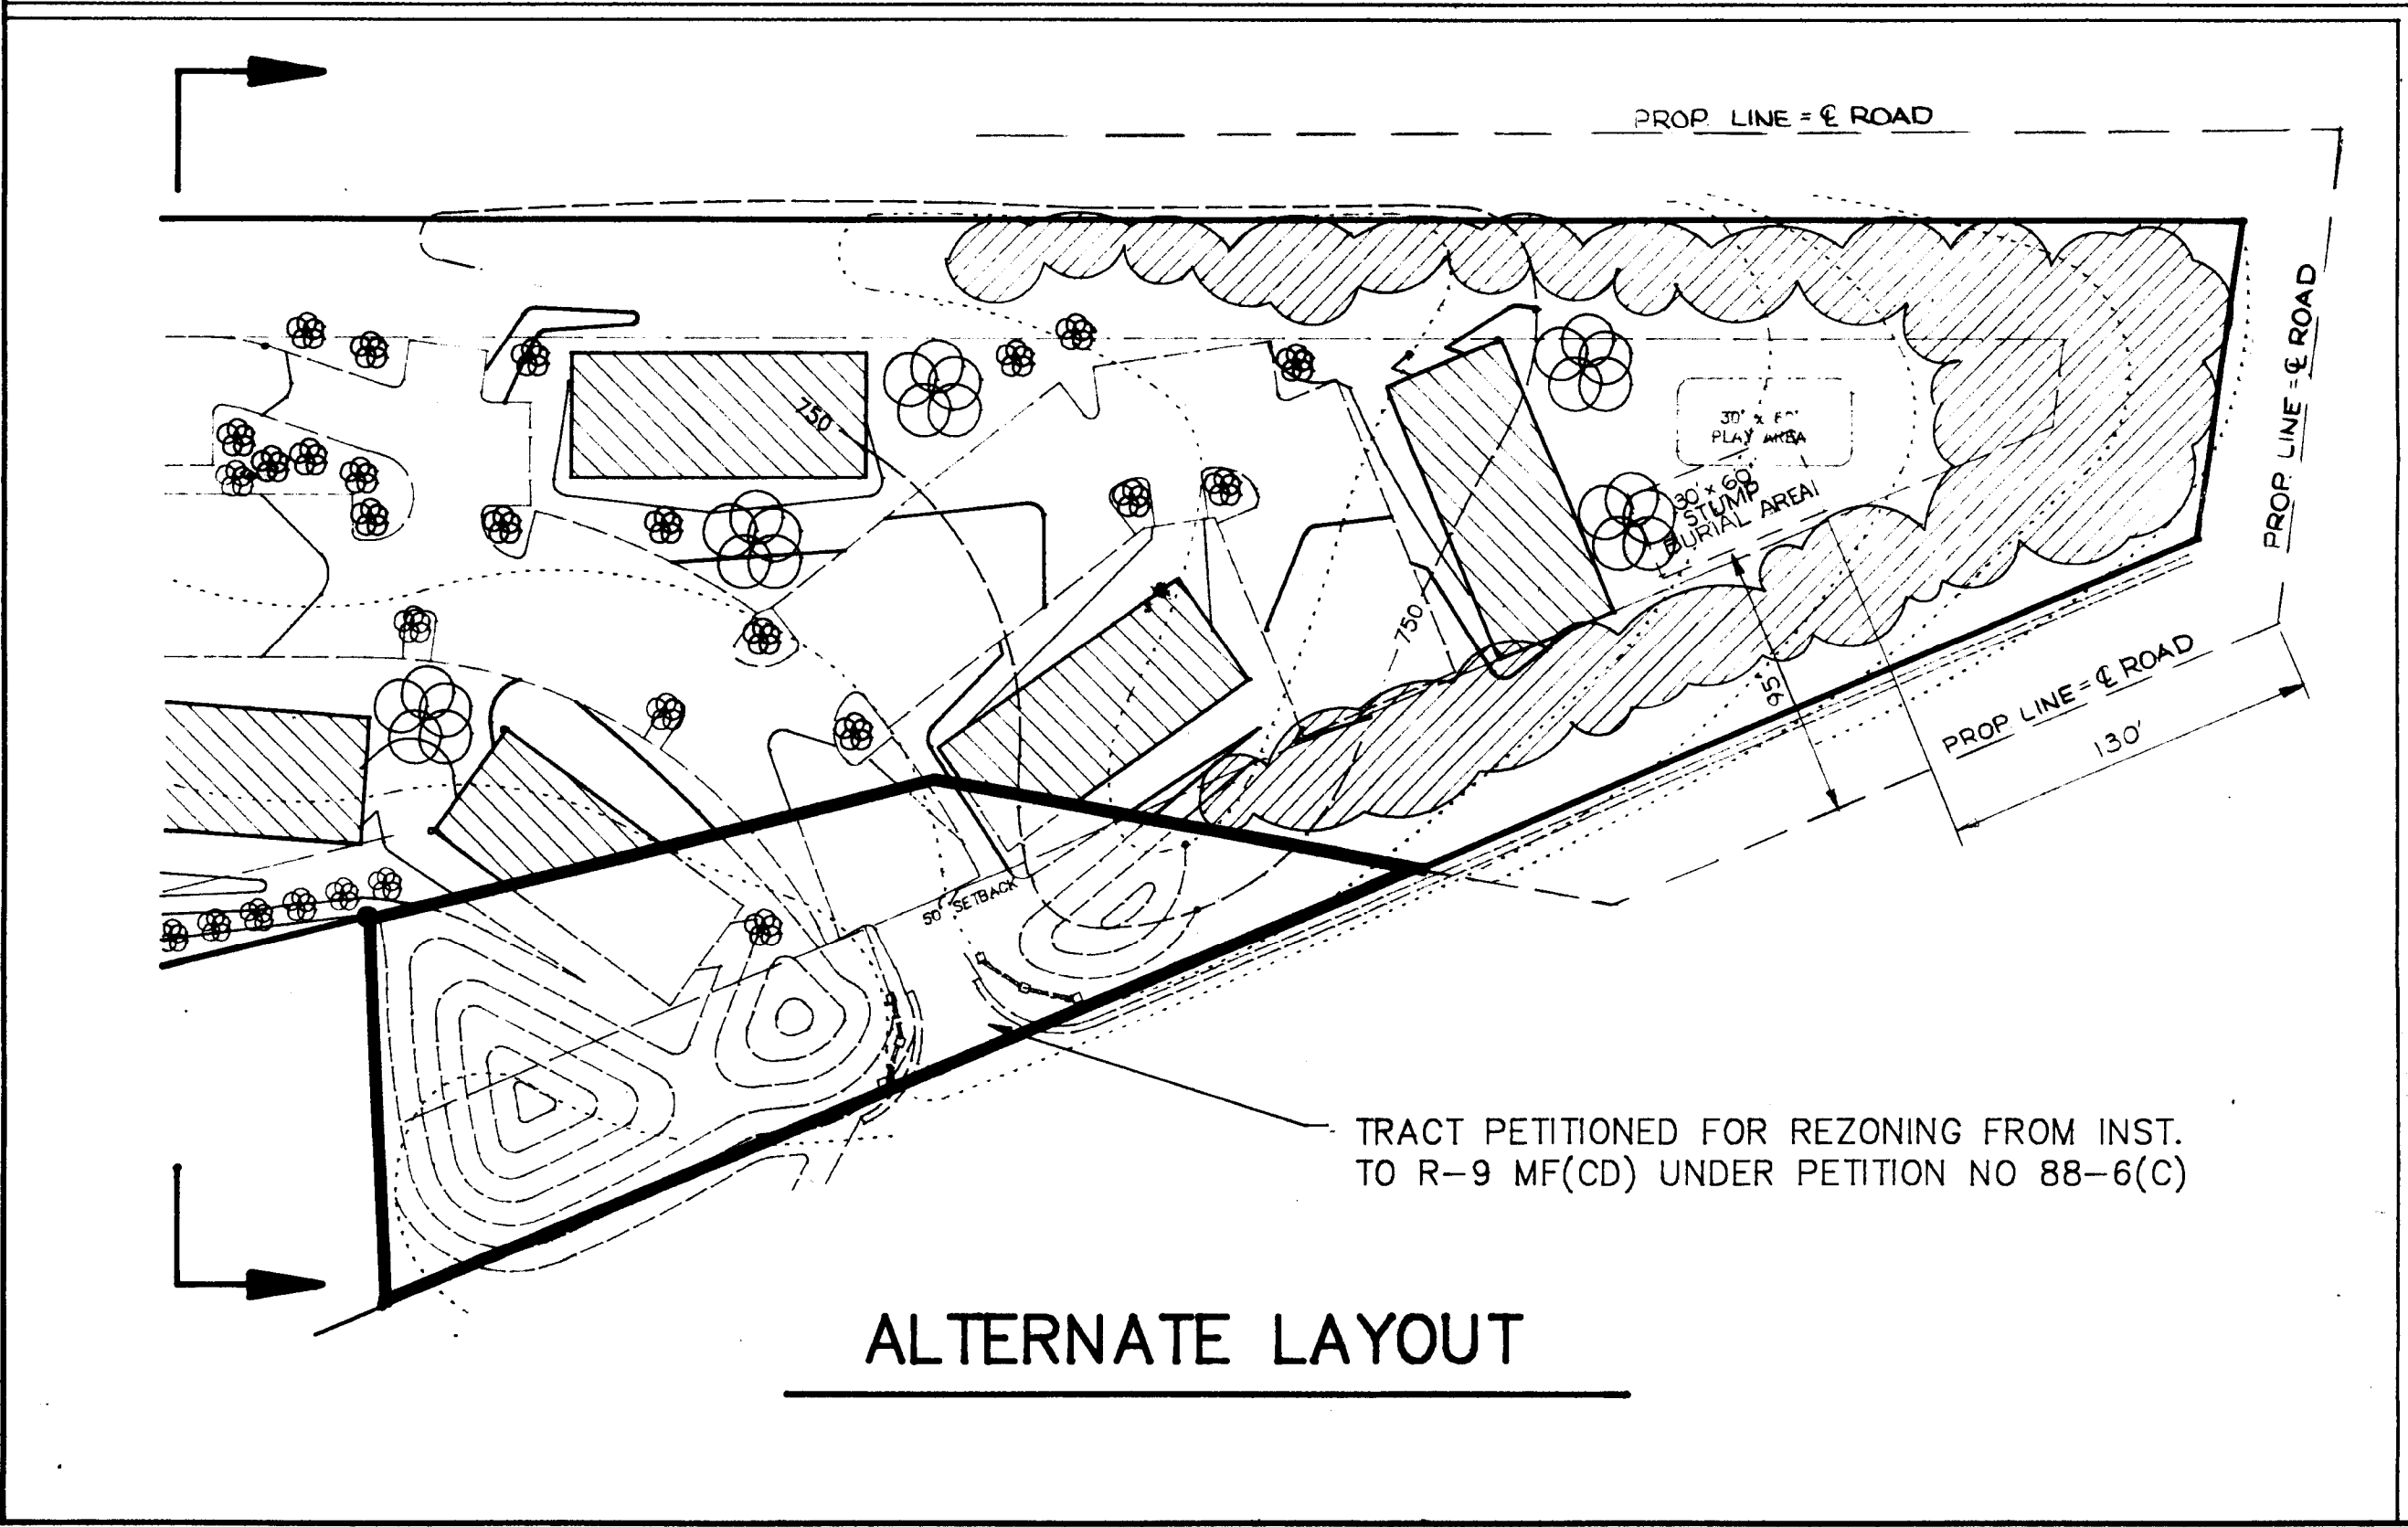 PROP. LINE = ℄ ROAD
PROP. LINE = ℄ ROAD
750
30' x 60'
PLAY AREA
30' x 60'
STUMP
BURIAL AREA
750
95'
PROP. LINE = ℄ ROAD
130'
50' SETBACK
TRACT PETITIONED FOR REZONING FROM INST.
TO R-9 MF(CD) UNDER PETITION NO 88-6(C)
ALTERNATE LAYOUT